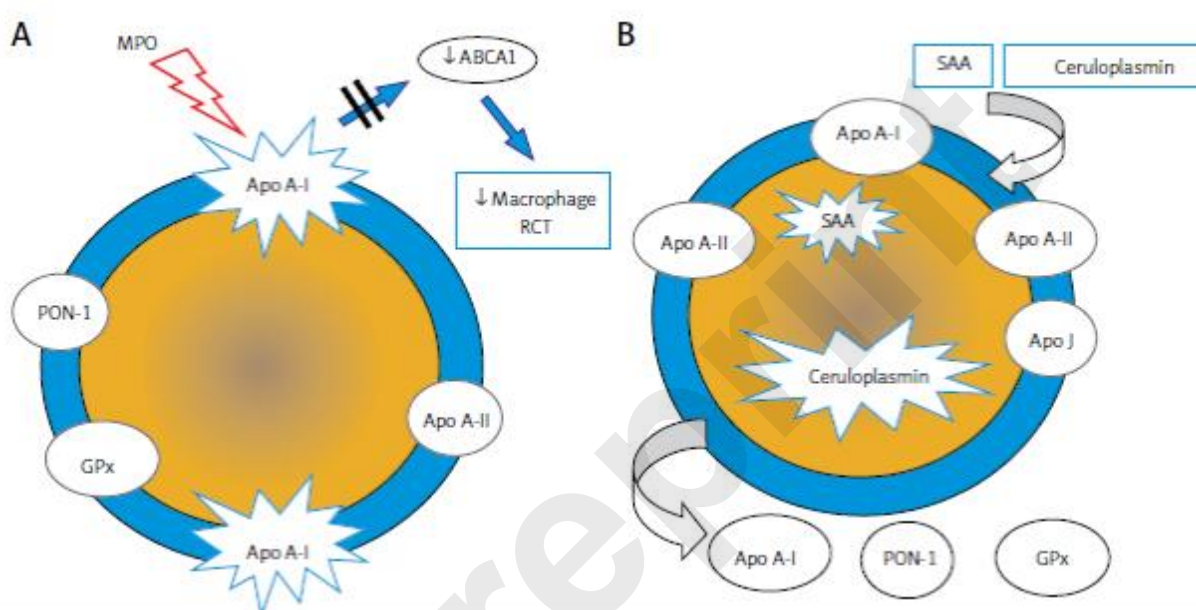 A
MPO
↓ABCA1
Apo A-I
↓Macrophage
RCT
PON-1
Apo A-II
GPx
Apo A-I
B
SAA
Ceruloplasmin
Apo A-I
SAA
Apo A-II
Apo A-II
Apo J
Ceruloplasmin
Apo A-I
PON-1
GPx
reprint